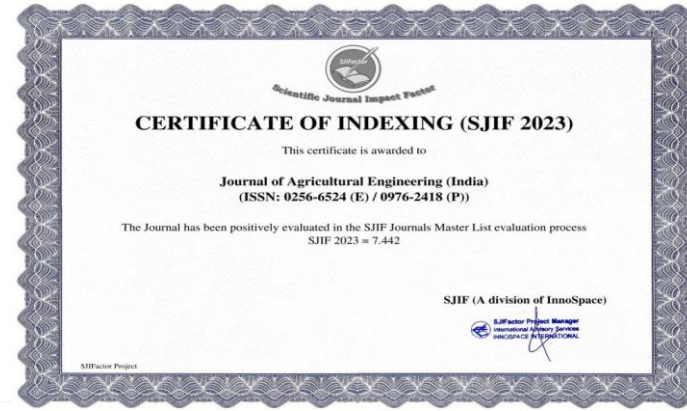 SJIFactor
Scientific Journal Impact Factor
CERTIFICATE OF INDEXING (SJIF 2023)
This certificate is awarded to
Journal of Agricultural Engineering (India)
(ISSN: 0256-6524 (E) / 0976-2418 (P))
The Journal has been positively evaluated in the SJIF Journals Master List evaluation process
SJIF 2023 = 7.442
SJIF (A division of InnoSpace)
SJIFactor Project Manager
International Advisory Services
INNOSPACE INTERNATIONAL
SJIFactor Project